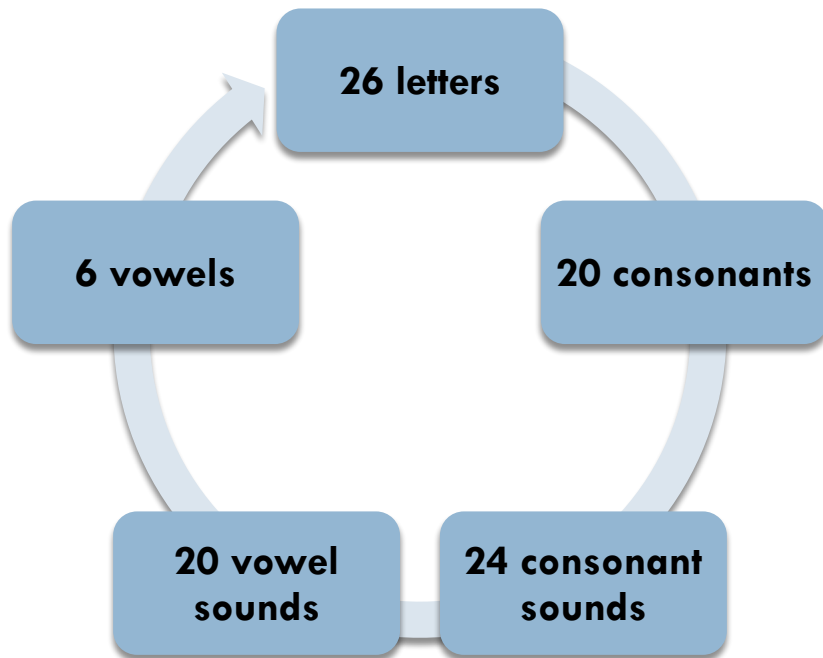 26 letters
20 consonants
24 consonant
sounds
20 vowel
sounds
6 vowels